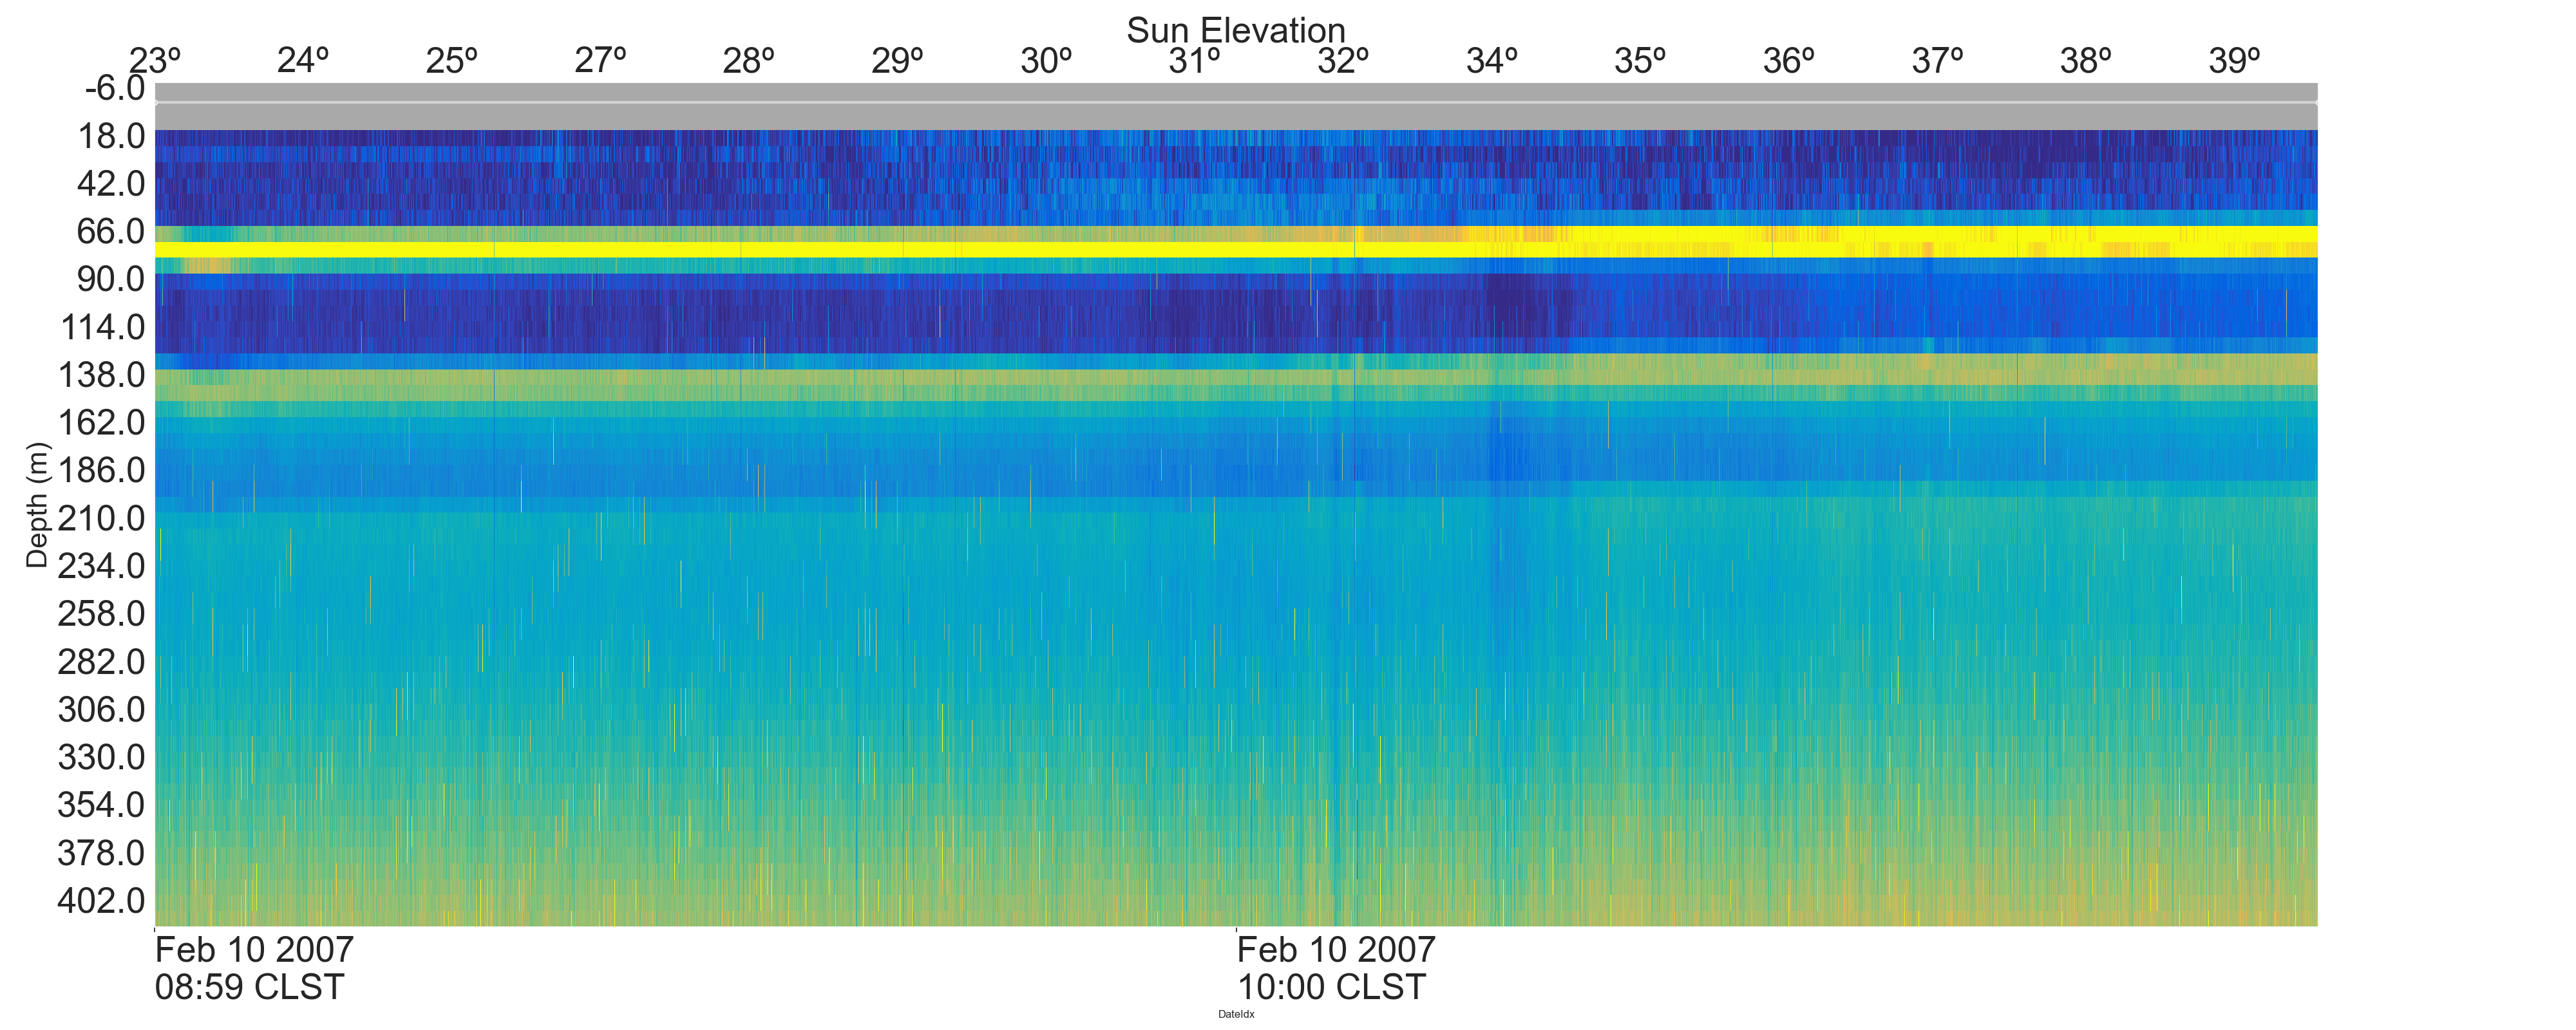 Sun Elevation
23º 24º 25º 27º 28º 29º 30º 31º 32º 34º 35º 36º 37º 38º 39º
-6.0
18.0
42.0
66.0
90.0
114.0
138.0
162.0
186.0
210.0
234.0
258.0
282.0
306.0
330.0
354.0
378.0
402.0
Depth (m)
Feb 10 2007
08:59 CLST
Feb 10 2007
10:00 CLST
DateIdx